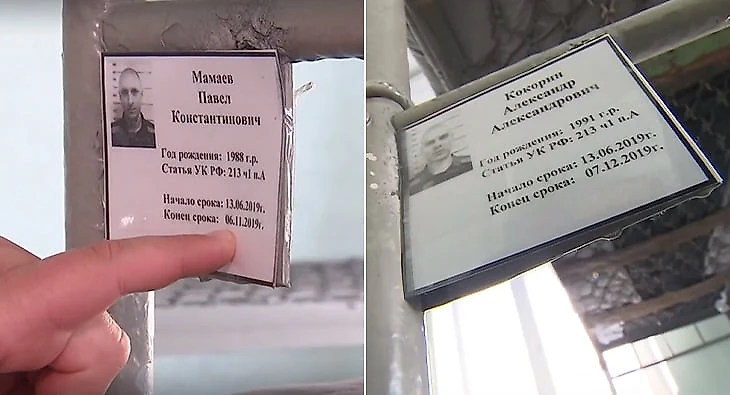 Мамаев
Павел
Константинович
Год рождения: 1988 г.р.
Статья УК РФ: 213 ч1 п.А
Начало срока: 13.06.2019г.
Конец срока: 06.11.2019г.
Кокорин
Александр
Александрович
Год рождения: 1991 г.р.
Статья УК РФ: 213 ч1 п.А
Начало срока: 13.06.2019г.
Конец срока: 07.12.2019г.